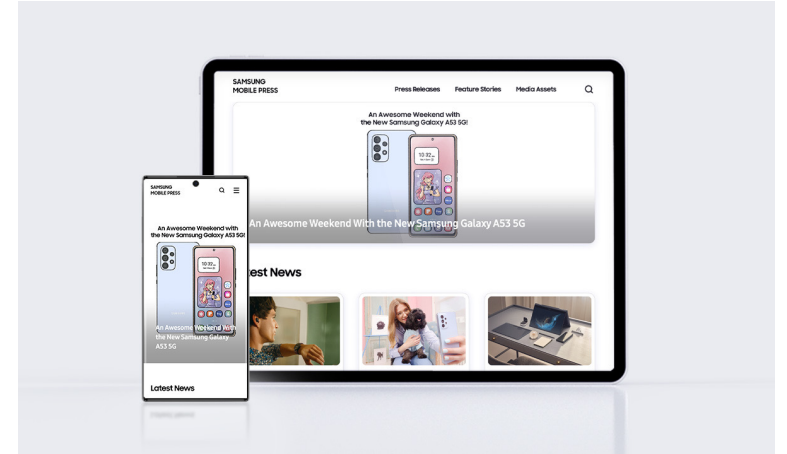 SAMSUNG
MOBILE PRESS
Press Releases
Feature Stories
Media Assets
An Awesome Weekend with
the New Samsung Galaxy A53 5G!
10:32
An Awesome Weekend With the New Samsung Galaxy A53 5G
test News
SAMSUNG
MOBILE PRESS
An Awesome Weekend with
the New Samsung Galaxy A53 5G!
10:32
An Awesome Weekend With
the New Samsung Galaxy
A53 5G
Latest News